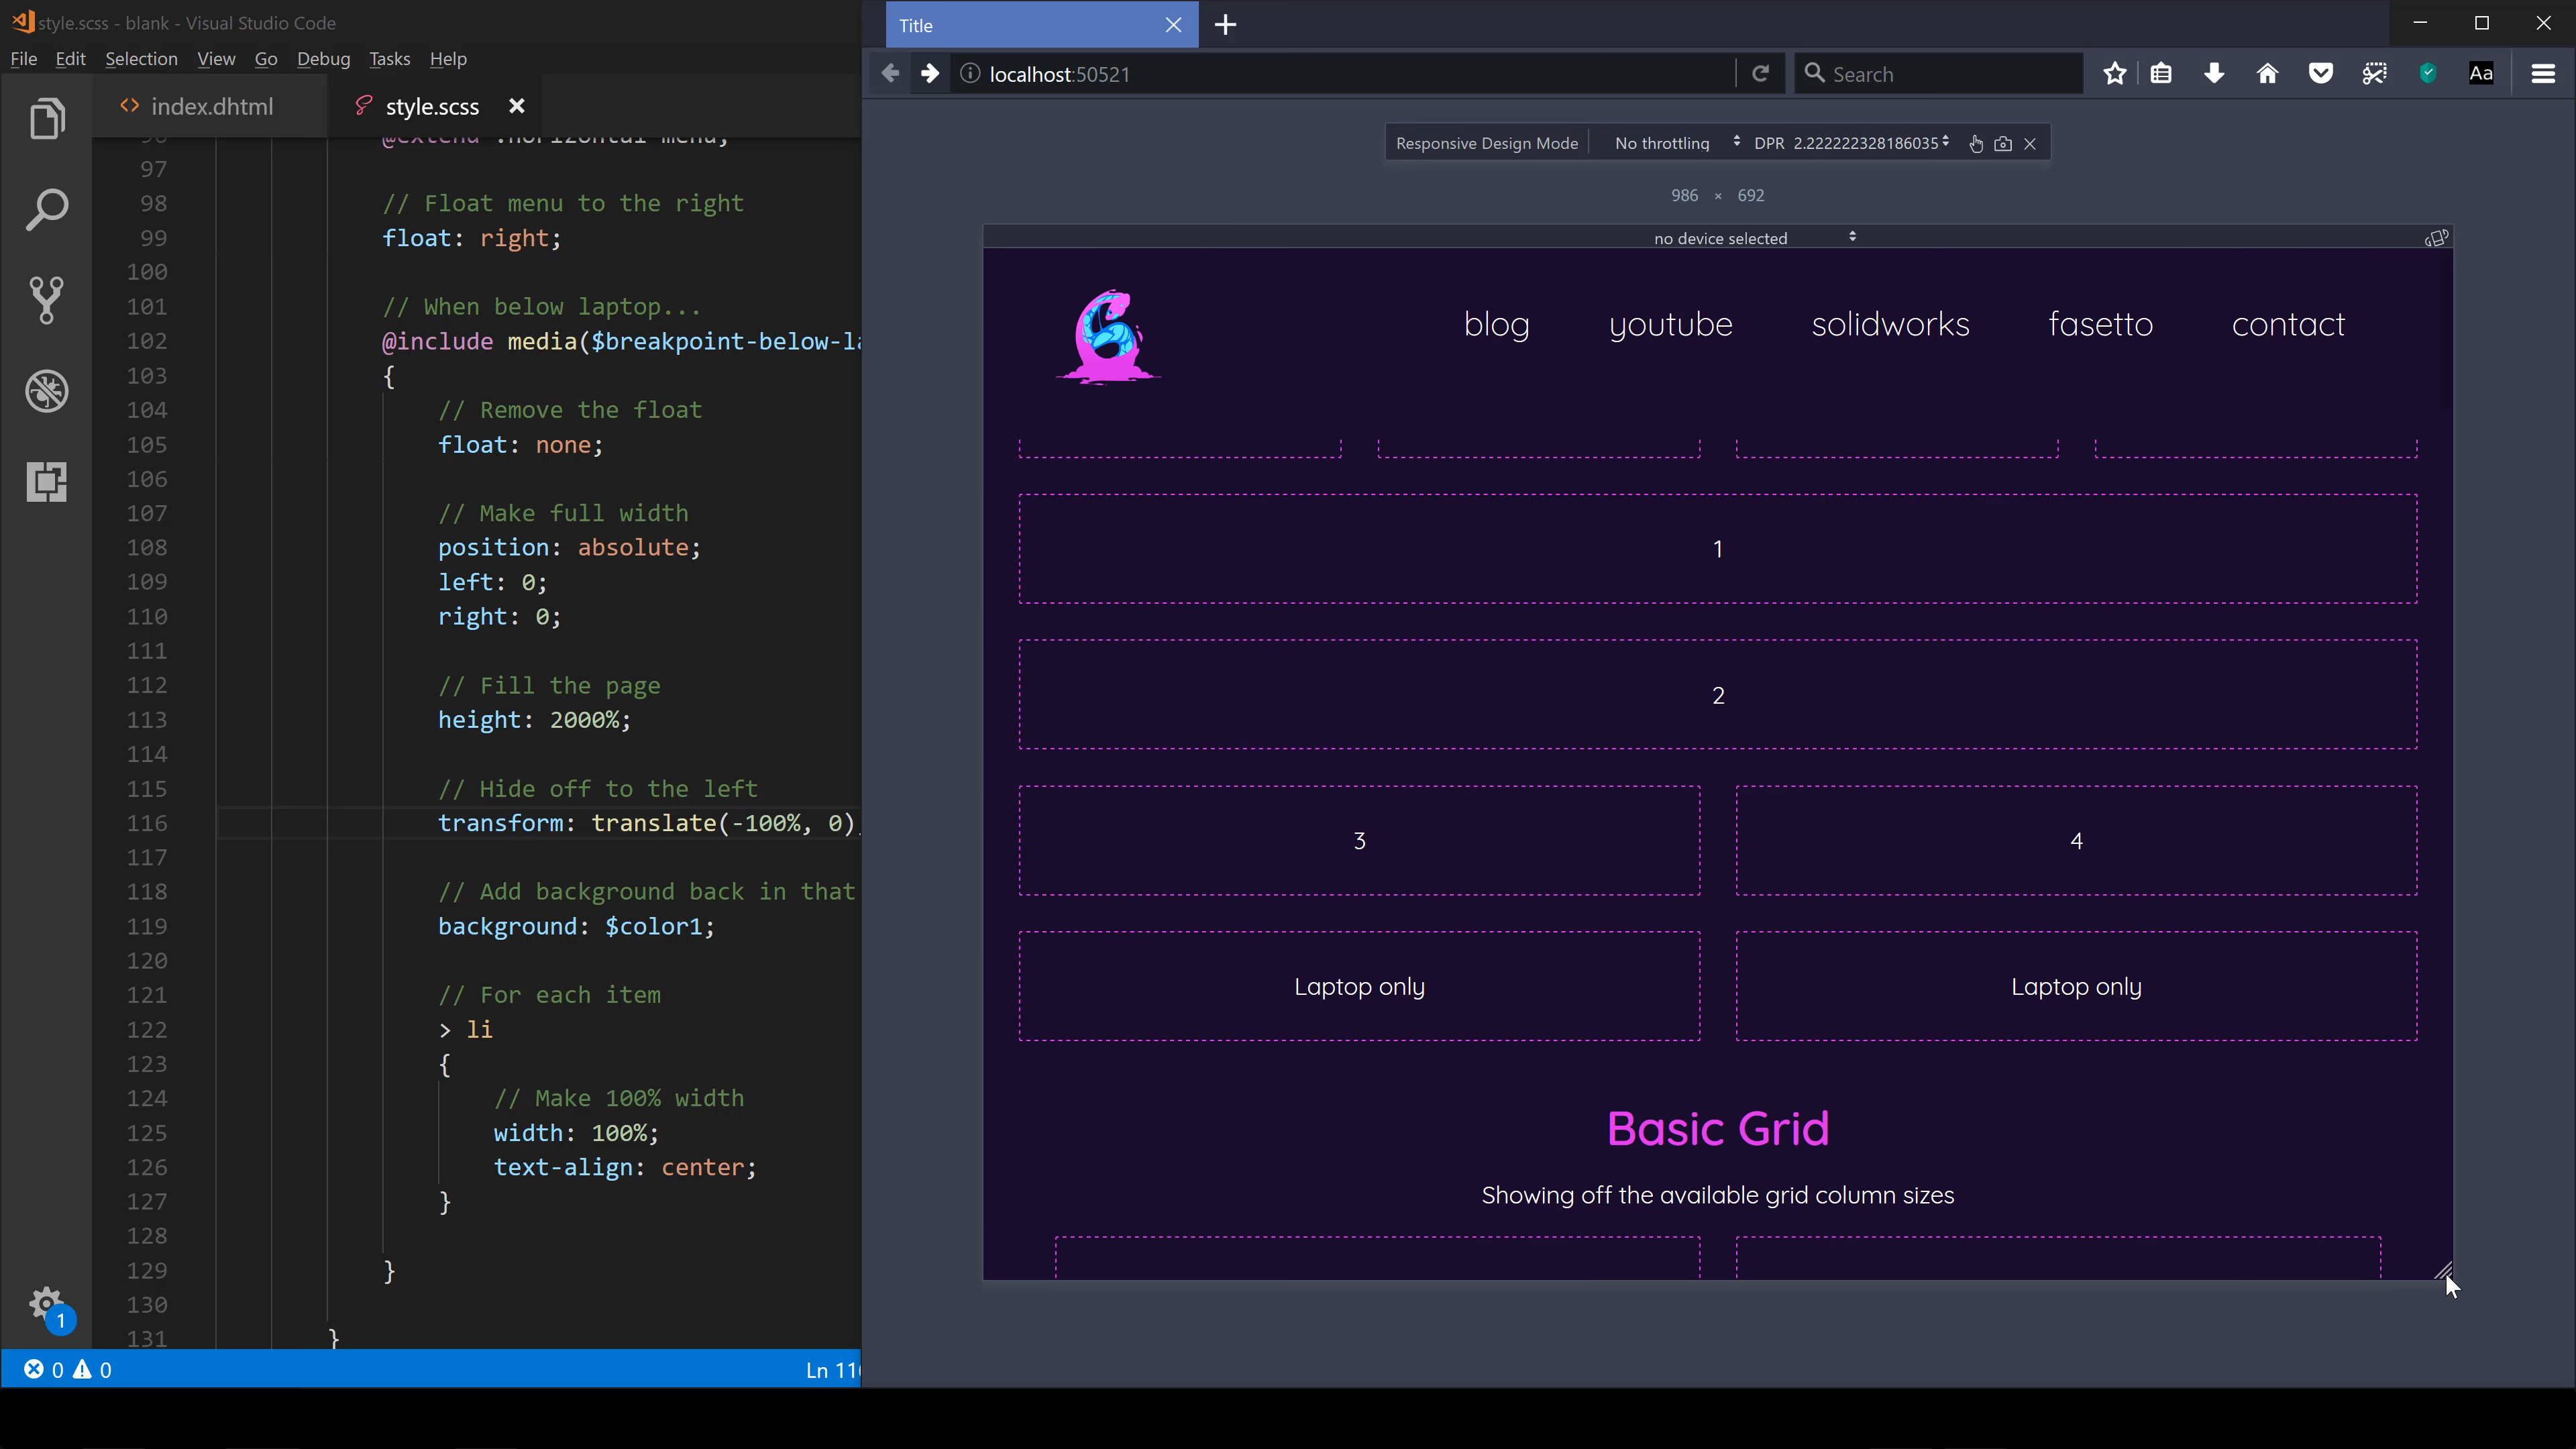 style.scss - blank - Visual Studio Code
File Edit Selection View Go Debug Tasks Help
index.dhtml
style.scss
97
98 // Float menu to the right
99 float: right;
100
101 // When below laptop...
102 @include media($breakpoint-below-la
103 {
104 // Remove the float
105 float: none;
106
107 // Make full width
108 position: absolute;
109 left: 0;
110 right: 0;
111
112 // Fill the page
113 height: 2000%;
114
115 // Hide off to the left
116 transform: translate(-100%, 0)
117
118 // Add background back in that
119 background: $color1;
120
121 // For each item
122 > li
123 {
124 // Make 100% width
125 width: 100%;
126 text-align: center;
127 }
128
129 }
130
131 }
1
0 0
Ln 116
Title
localhost:50521
Search
Aa
Responsive Design Mode No throttling DPR 2.222222328186035
986 × 692
no device selected
blog youtube solidworks fasetto contact
1
2
3 4
Laptop only Laptop only
Basic Grid
Showing off the available grid column sizes